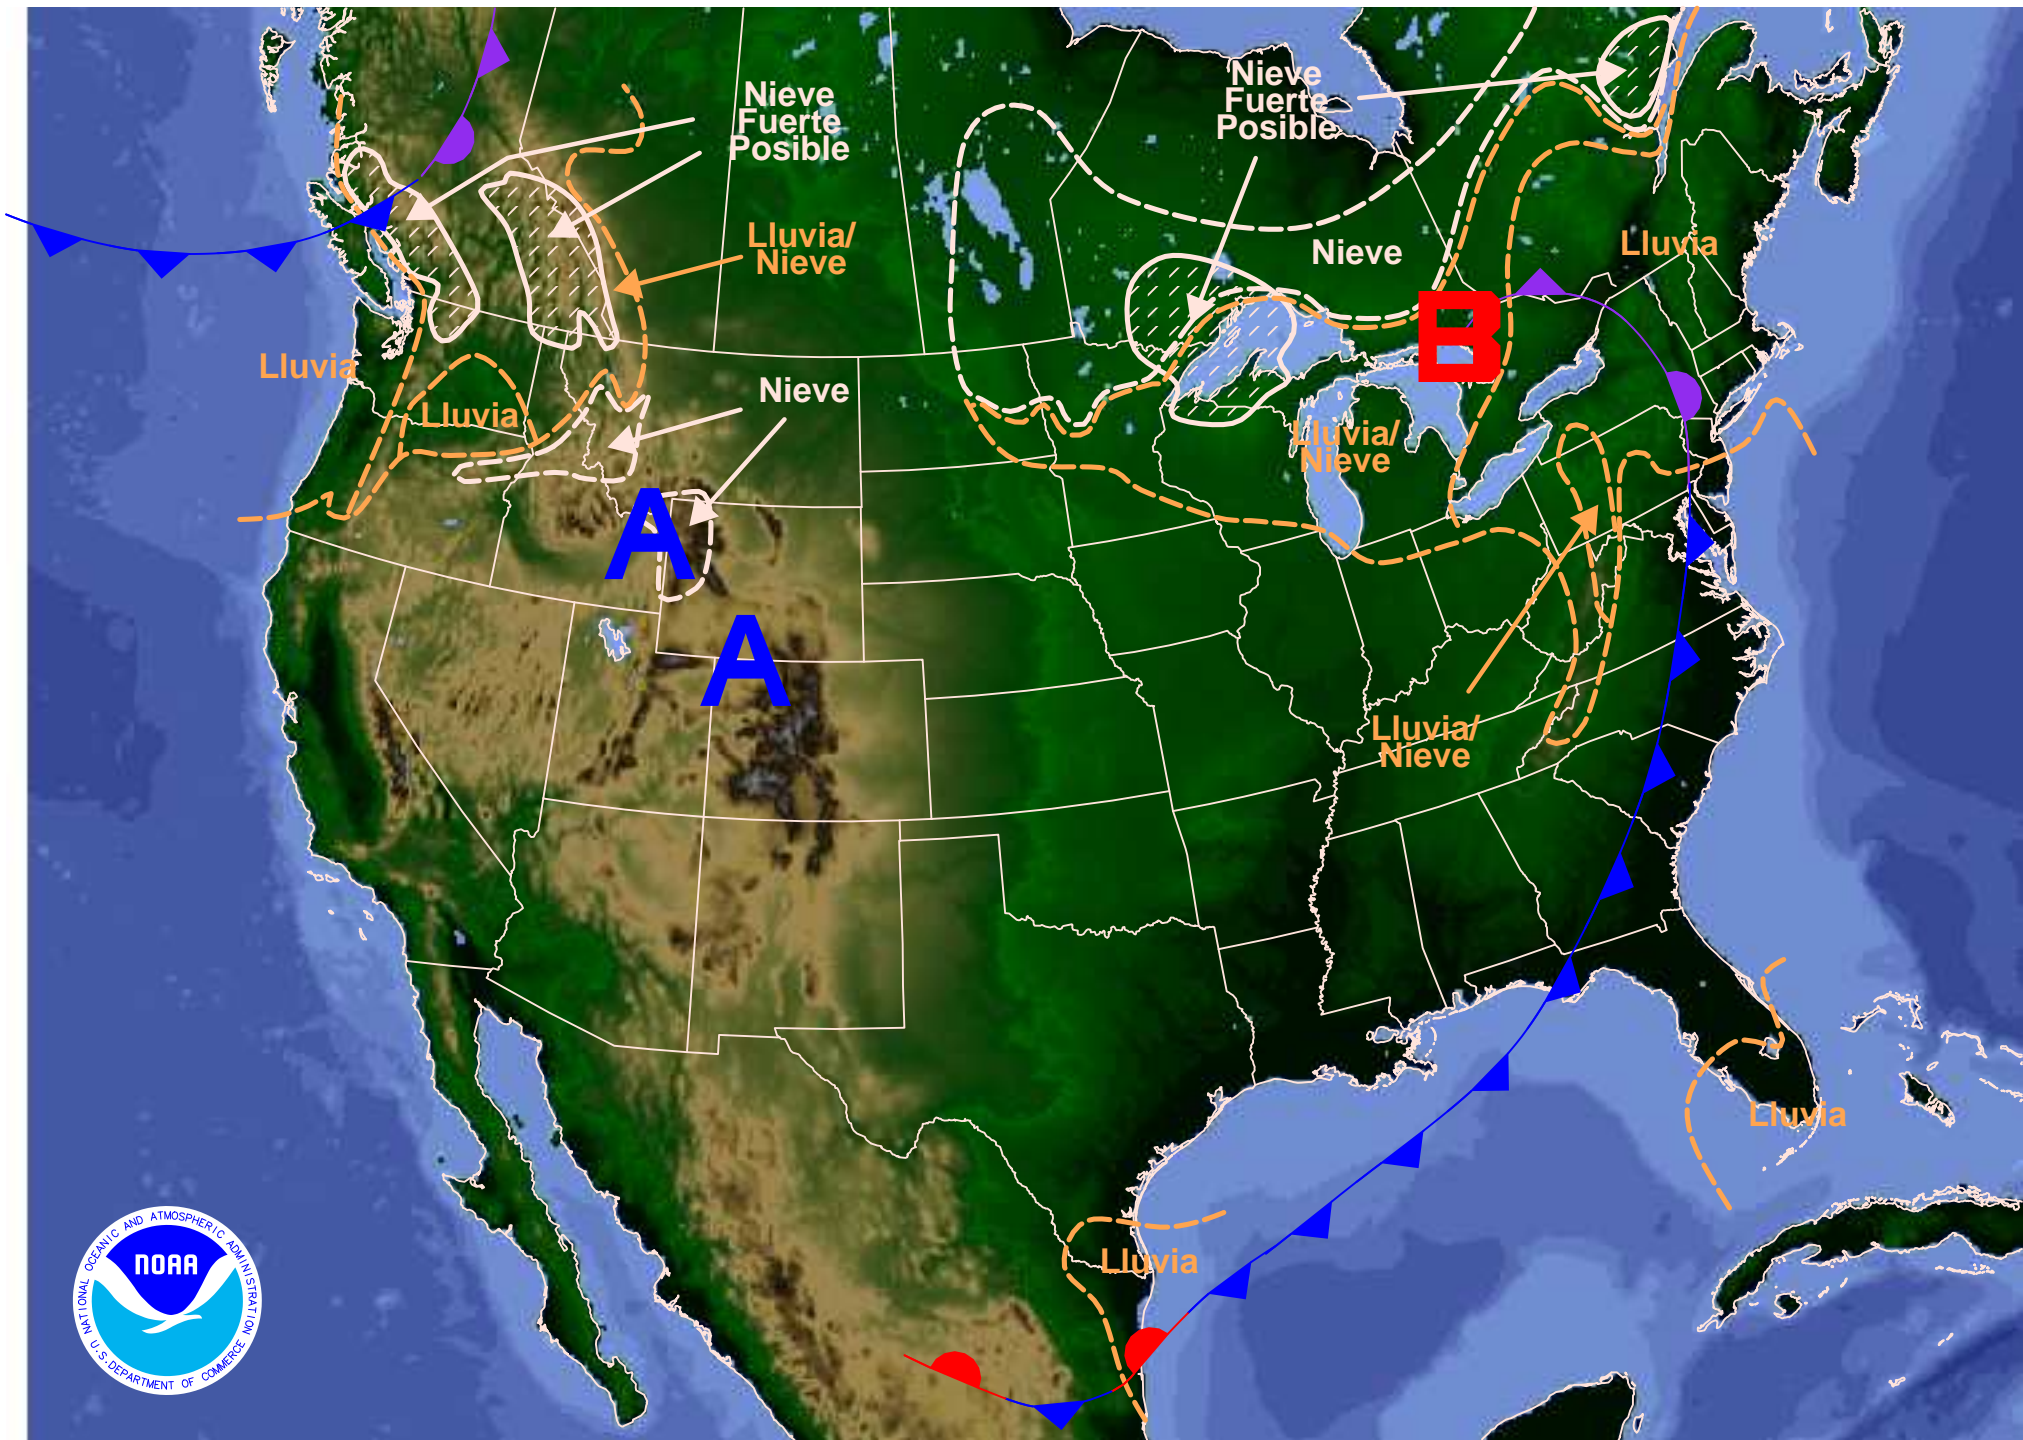 Nieve
Fuerte
Posible
Nieve
Fuerte
Posible
Lluvia/
Nieve
Nieve
Lluvia
B
Lluvia
Nieve
Lluvia
Lluvia/
Nieve
A
A
Lluvia/
Nieve
Lluvia
Lluvia
NATIONAL OCEANIC AND ATMOSPHERIC ADMINISTRATION
NOAA
U.S. DEPARTMENT OF COMMERCE